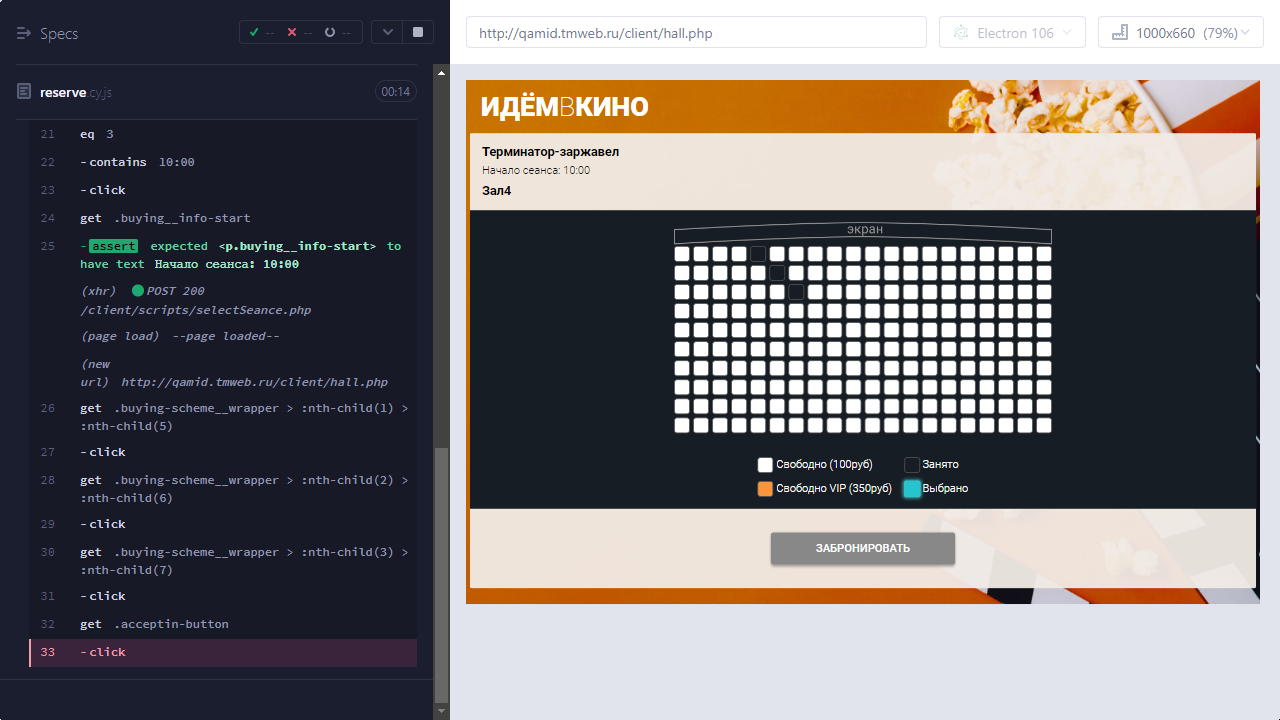 Specs
-- -- --
reserve.cy.js
00:14
21 eq 3
22 -contains 10:00
23 -click
24 get .buying__info-start
25 -assert expected <p.buying__info-start> to
have text Начало сеанса: 10:00
(xhr) POST 200
/client/scripts/selectSeance.php
(page load) --page loaded--
(new
url) http://qamid.tmweb.ru/client/hall.php
26 get .buying-scheme__wrapper > :nth-child(1) >
:nth-child(5)
27 -click
28 get .buying-scheme__wrapper > :nth-child(2) >
:nth-child(6)
29 -click
30 get .buying-scheme__wrapper > :nth-child(3) >
:nth-child(7)
31 -click
32 get .acceptin-button
33 -click
http://qamid.tmweb.ru/client/hall.php
Electron 106
1000x660 (79%)
ИДЁМВКИНО
Терминатор-заржавел
Начало сеанса: 10:00
Зал4
экран
Свободно (100руб)
Занято
Свободно VIP (350руб)
Выбрано
ЗАБРОНИРОВАТЬ